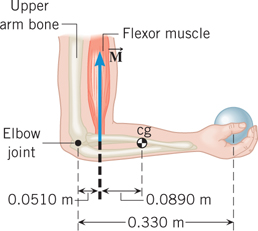 Upper
arm bone
Flexor muscle
M
Elbow
joint
cg
0.0510 m
0.0890 m
0.330 m